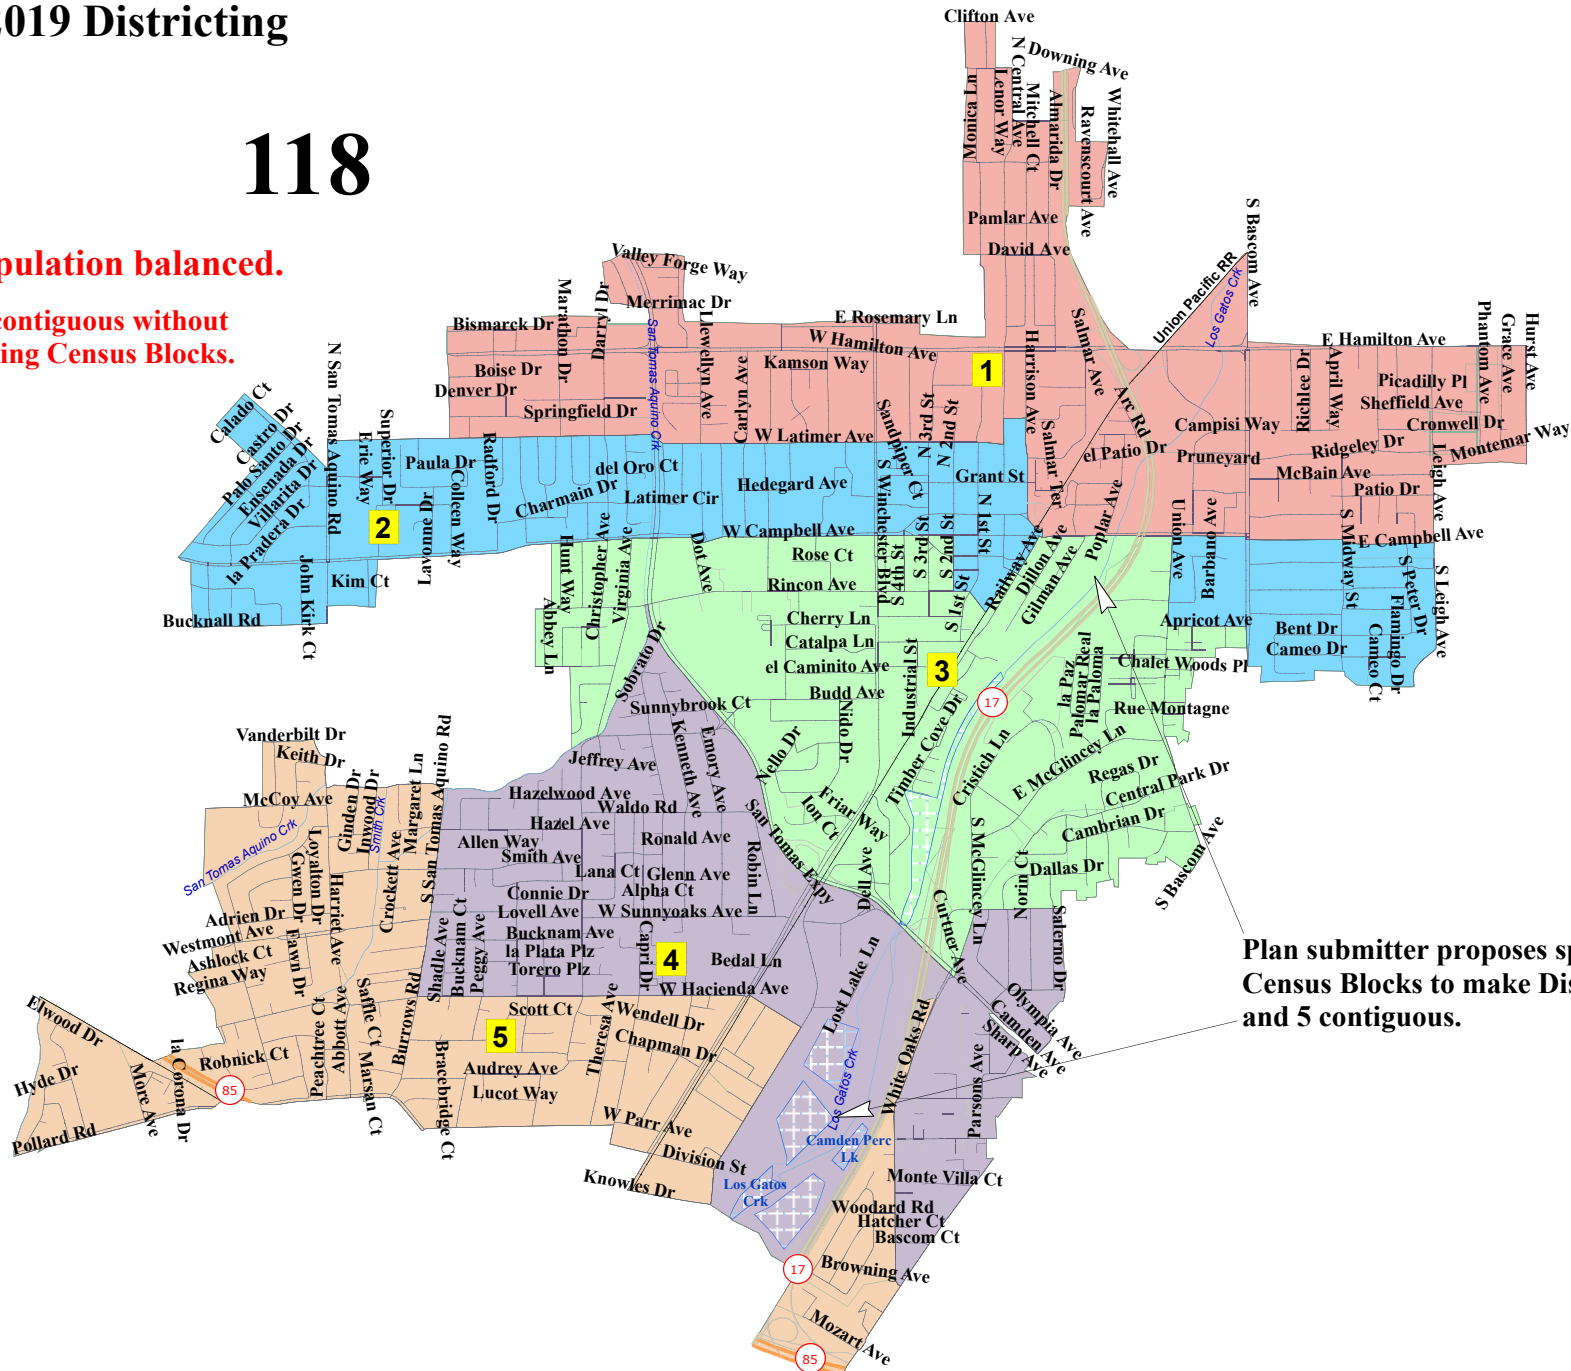 2019 Districting
118
pulation balanced.
contiguous without
ing Census Blocks.
Clifton Ave
N Downing Ave
N Central Ave
Monica Ln
Lenor Way
Mitchell Ct
Almarida Dr
Ravenscourt Ave
Whitehall Ave
Pamlar Ave
David Ave
S Bascom Ave
Union Pacific RR
Los Gatos Crk
Valley Forge Way
Merrimac Dr
Marathon Dr
Darryl Dr
Bismarck Dr
San Tomas Aquino Crk
Llewellyn Ave
E Rosemary Ln
W Hamilton Ave
Kamson Way
Carlyn Ave
Boise Dr
Denver Dr
Springfield Dr
W Latimer Ave
Sandpiper Ct
N 3rd St
N 2nd St
1
Harrison Ave
Salmar Ave
Salmar Ter
Arc Rd
el Patio Dr
Campisi Way
Pruneyard
E Hamilton Ave
Richlee Dr
April Way
Picadilly Pl
Sheffield Ave
Cronwell Dr
Phantom Ave
Grace Ave
Hurst Ave
Montemar Way
Ridgeley Dr
McBain Ave
Patio Dr
Leigh Ave
E Campbell Ave
Calado Ct
Castro Dr
Palo Santo Dr
Ensenada Dr
Villarita Dr
la Pradera Dr
N San Tomas Aquino Rd
Erie Way
Superior Dr
Paula Dr
Radford Dr
Colleen Way
Lavonne Dr
2
Charmain Dr
del Oro Ct
Latimer Cir
Hedegard Ave
W Campbell Ave
S Winchester Blvd
Grant St
N 1st St
S 3rd St
S 2nd St
S 1st St
S 4th St
Railway Ave
Dillon Ave
Gilman Ave
Poplar Ave
Union Ave
Barbano Ave
S Midway St
S Peter Dr
Flamingo Dr
S Leigh Ave
Cameo Ct
Apricot Ave
Bent Dr
Cameo Dr
Bucknall Rd
John Kirk Ct
Kim Ct
Hunt Way
Christopher Ave
Virginia Ave
Abbey Ln
Dot Ave
Rose Ct
Rincon Ave
Cherry Ln
Catalpa Ln
el Caminito Ave
Budd Ave
Industrial St
3
17
Nido Dr
Nello Dr
Timber Cove Dr
Cristich Ln
la Paz
Palomar Real
la Paloma
Chalet Woods Pl
Rue Montagne
E McGlincey Ln
Regas Dr
Central Park Dr
Cambrian Dr
Dallas Dr
Norin Ct
S McGlincey Ln
S Bascom Ave
Friar Way
Ion Ct
Dell Ave
Curtner Ave
Sobrato Dr
Sunnybrook Ct
Jeffrey Ave
Kenneth Ave
Emory Ave
Hazelwood Ave
Waldo Rd
Hazel Ave
Ronald Ave
Allen Way
Smith Ave
Lana Ct
Glenn Ave
Connie Dr
Alpha Ct
Robin Ln
San Tomas Expy
Lovell Ave
W Sunnyoaks Ave
Bucknam Ave
la Plata Plz
Torero Plz
Capri Dr
4
Bedal Ln
W Hacienda Ave
Shadle Ave
Bucknam Ct
Peggy Ave
Vanderbilt Dr
Keith Dr
McCoy Ave
San Tomas Aquino Crk
Ginden Dr
Inwood Dr
Smith Crk
Margaret Ln
S San Tomas Aquino Rd
Loyalton Dr
Gwen Dr
Harriet Ave
Crockett Ave
Adrien Dr
Westmont Ave
Ashlock Ct
Regina Way
Fawn Dr
Saffle Ct
Burrows Rd
Peachtree Ct
Abbott Ave
Marsan Ct
Elwood Dr
Hyde Dr
Pollard Rd
More Ave
la Corona Dr
Robnick Ct
85
Bracebridge Ct
5
Scott Ct
Audrey Ave
Lucot Way
Theresa Ave
Wendell Dr
Chapman Dr
W Parr Ave
Division St
Knowles Dr
Lost Lake Ln
Los Gatos Crk
Camden Perc
Lk
Los Gatos
Crk
White Oaks Rd
Salerno Dr
Olympia Ave
Camden Ave
Sharp Ave
Parsons Ave
Monte Villa Ct
Woodard Rd
Hatcher Ct
Bascom Ct
Browning Ave
17
Mozart Ave
85
Plan submitter proposes sp
Census Blocks to make Dis
and 5 contiguous.